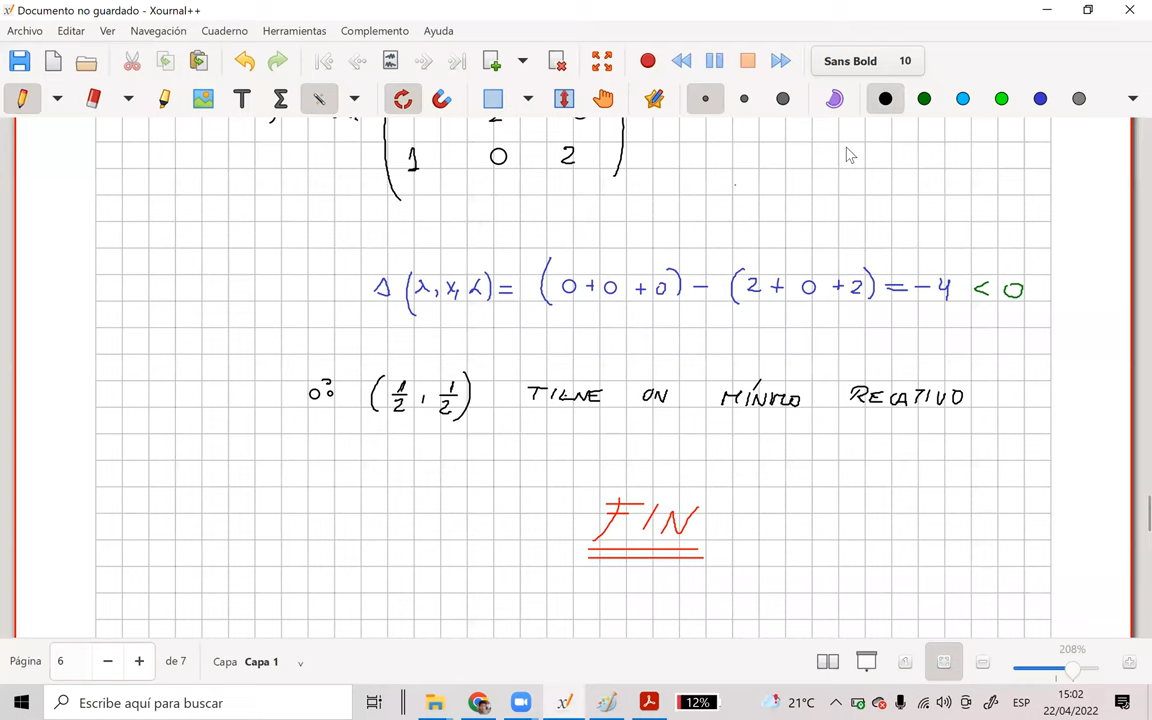 Documento no guardado - Xournal++
Archivo Editar Ver Navegación Cuaderno Herramientas Complemento Ayuda
Sans Bold 10
1 0 2
Δ(λ, x, y) = (0+0+0) - (2+0+2) = -4 < 0
(1/2, 1/2) TIENE UN MÍNIMO RELATIVO
FIN
Página 6 de 7 Capa Capa 1 208%
Escribe aquí para buscar 12% 21°C ESP 15:02
22/04/2022